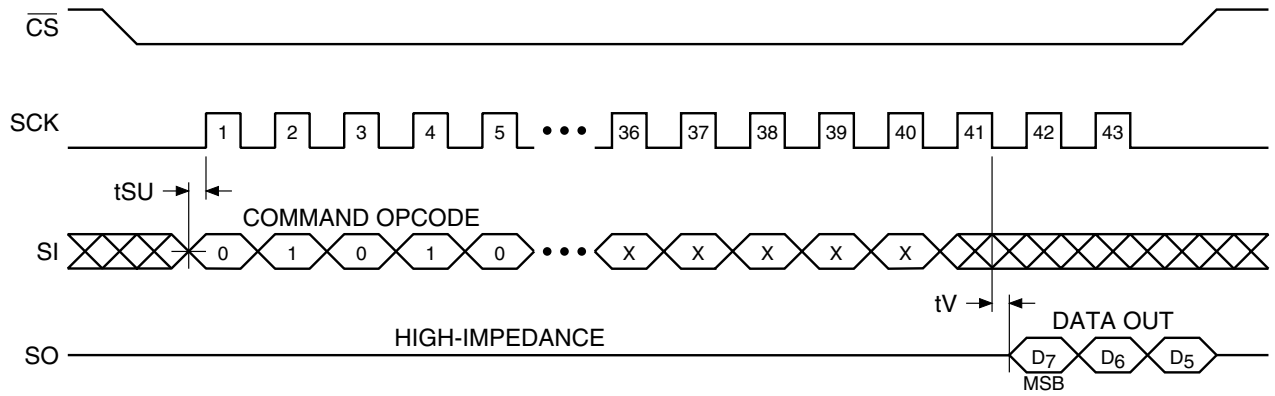 CS
SCK
1 2 3 4 5 ••• 36 37 38 39 40 41 42 43
tSU
COMMAND OPCODE
SI
0 1 0 1 0 ••• X X X X X
tV
DATA OUT
HIGH-IMPEDANCE
SO
D7 D6 D5
MSB